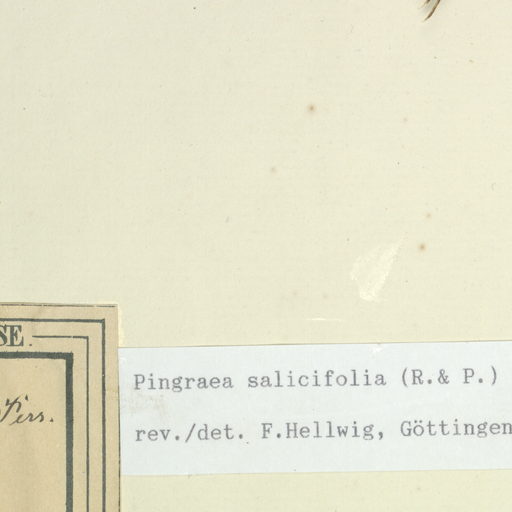 SE.
Pers.
Pingraea salicifolia (R.& P.)
rev./det. F.Hellwig, Göttingen